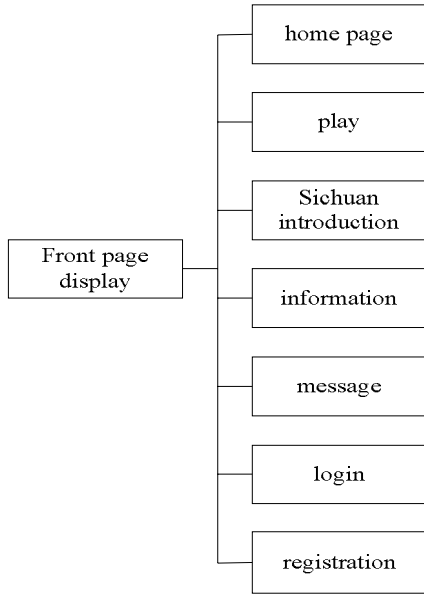 home page
play
Sichuan
introduction
Front page
display
information
message
login
registration